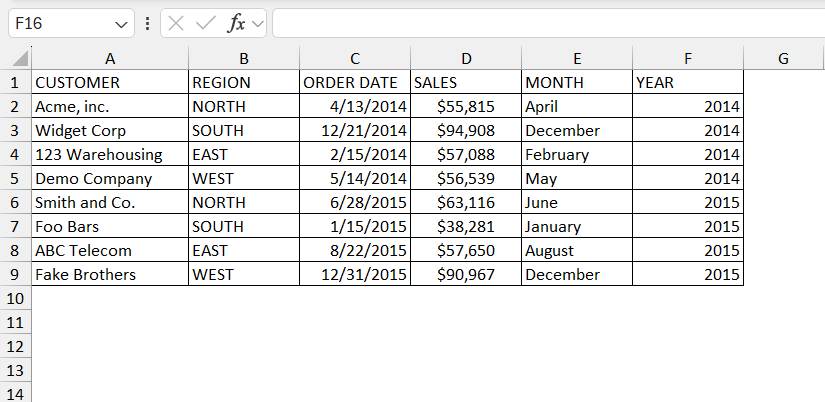 F16 fx
A B C D E F G
1 CUSTOMER REGION ORDER DATE SALES MONTH YEAR
2 Acme, inc. NORTH 4/13/2014 $55,815 April 2014
3 Widget Corp SOUTH 12/21/2014 $94,908 December 2014
4 123 Warehousing EAST 2/15/2014 $57,088 February 2014
5 Demo Company WEST 5/14/2014 $56,539 May 2014
6 Smith and Co. NORTH 6/28/2015 $63,116 June 2015
7 Foo Bars SOUTH 1/15/2015 $38,281 January 2015
8 ABC Telecom EAST 8/22/2015 $57,650 August 2015
9 Fake Brothers WEST 12/31/2015 $90,967 December 2015
10
11
12
13
14